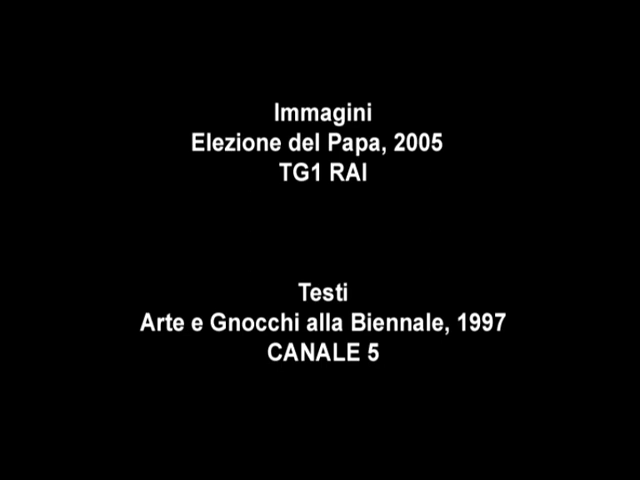 Immagini
Elezione del Papa, 2005
TG1 RAI
Testi
Arte e Gnocchi alla Biennale, 1997
CANALE 5